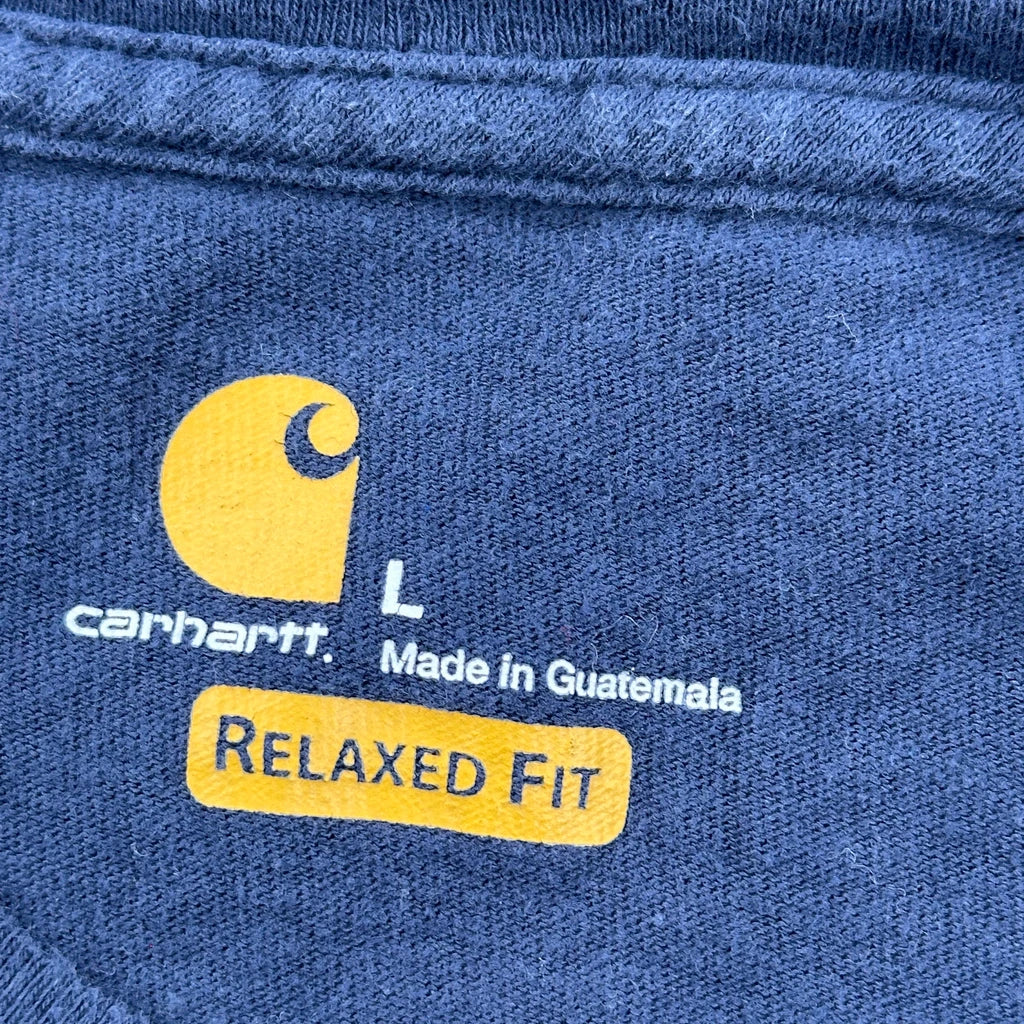 L
carhartt.
Made in Guatemala
RELAXED FIT